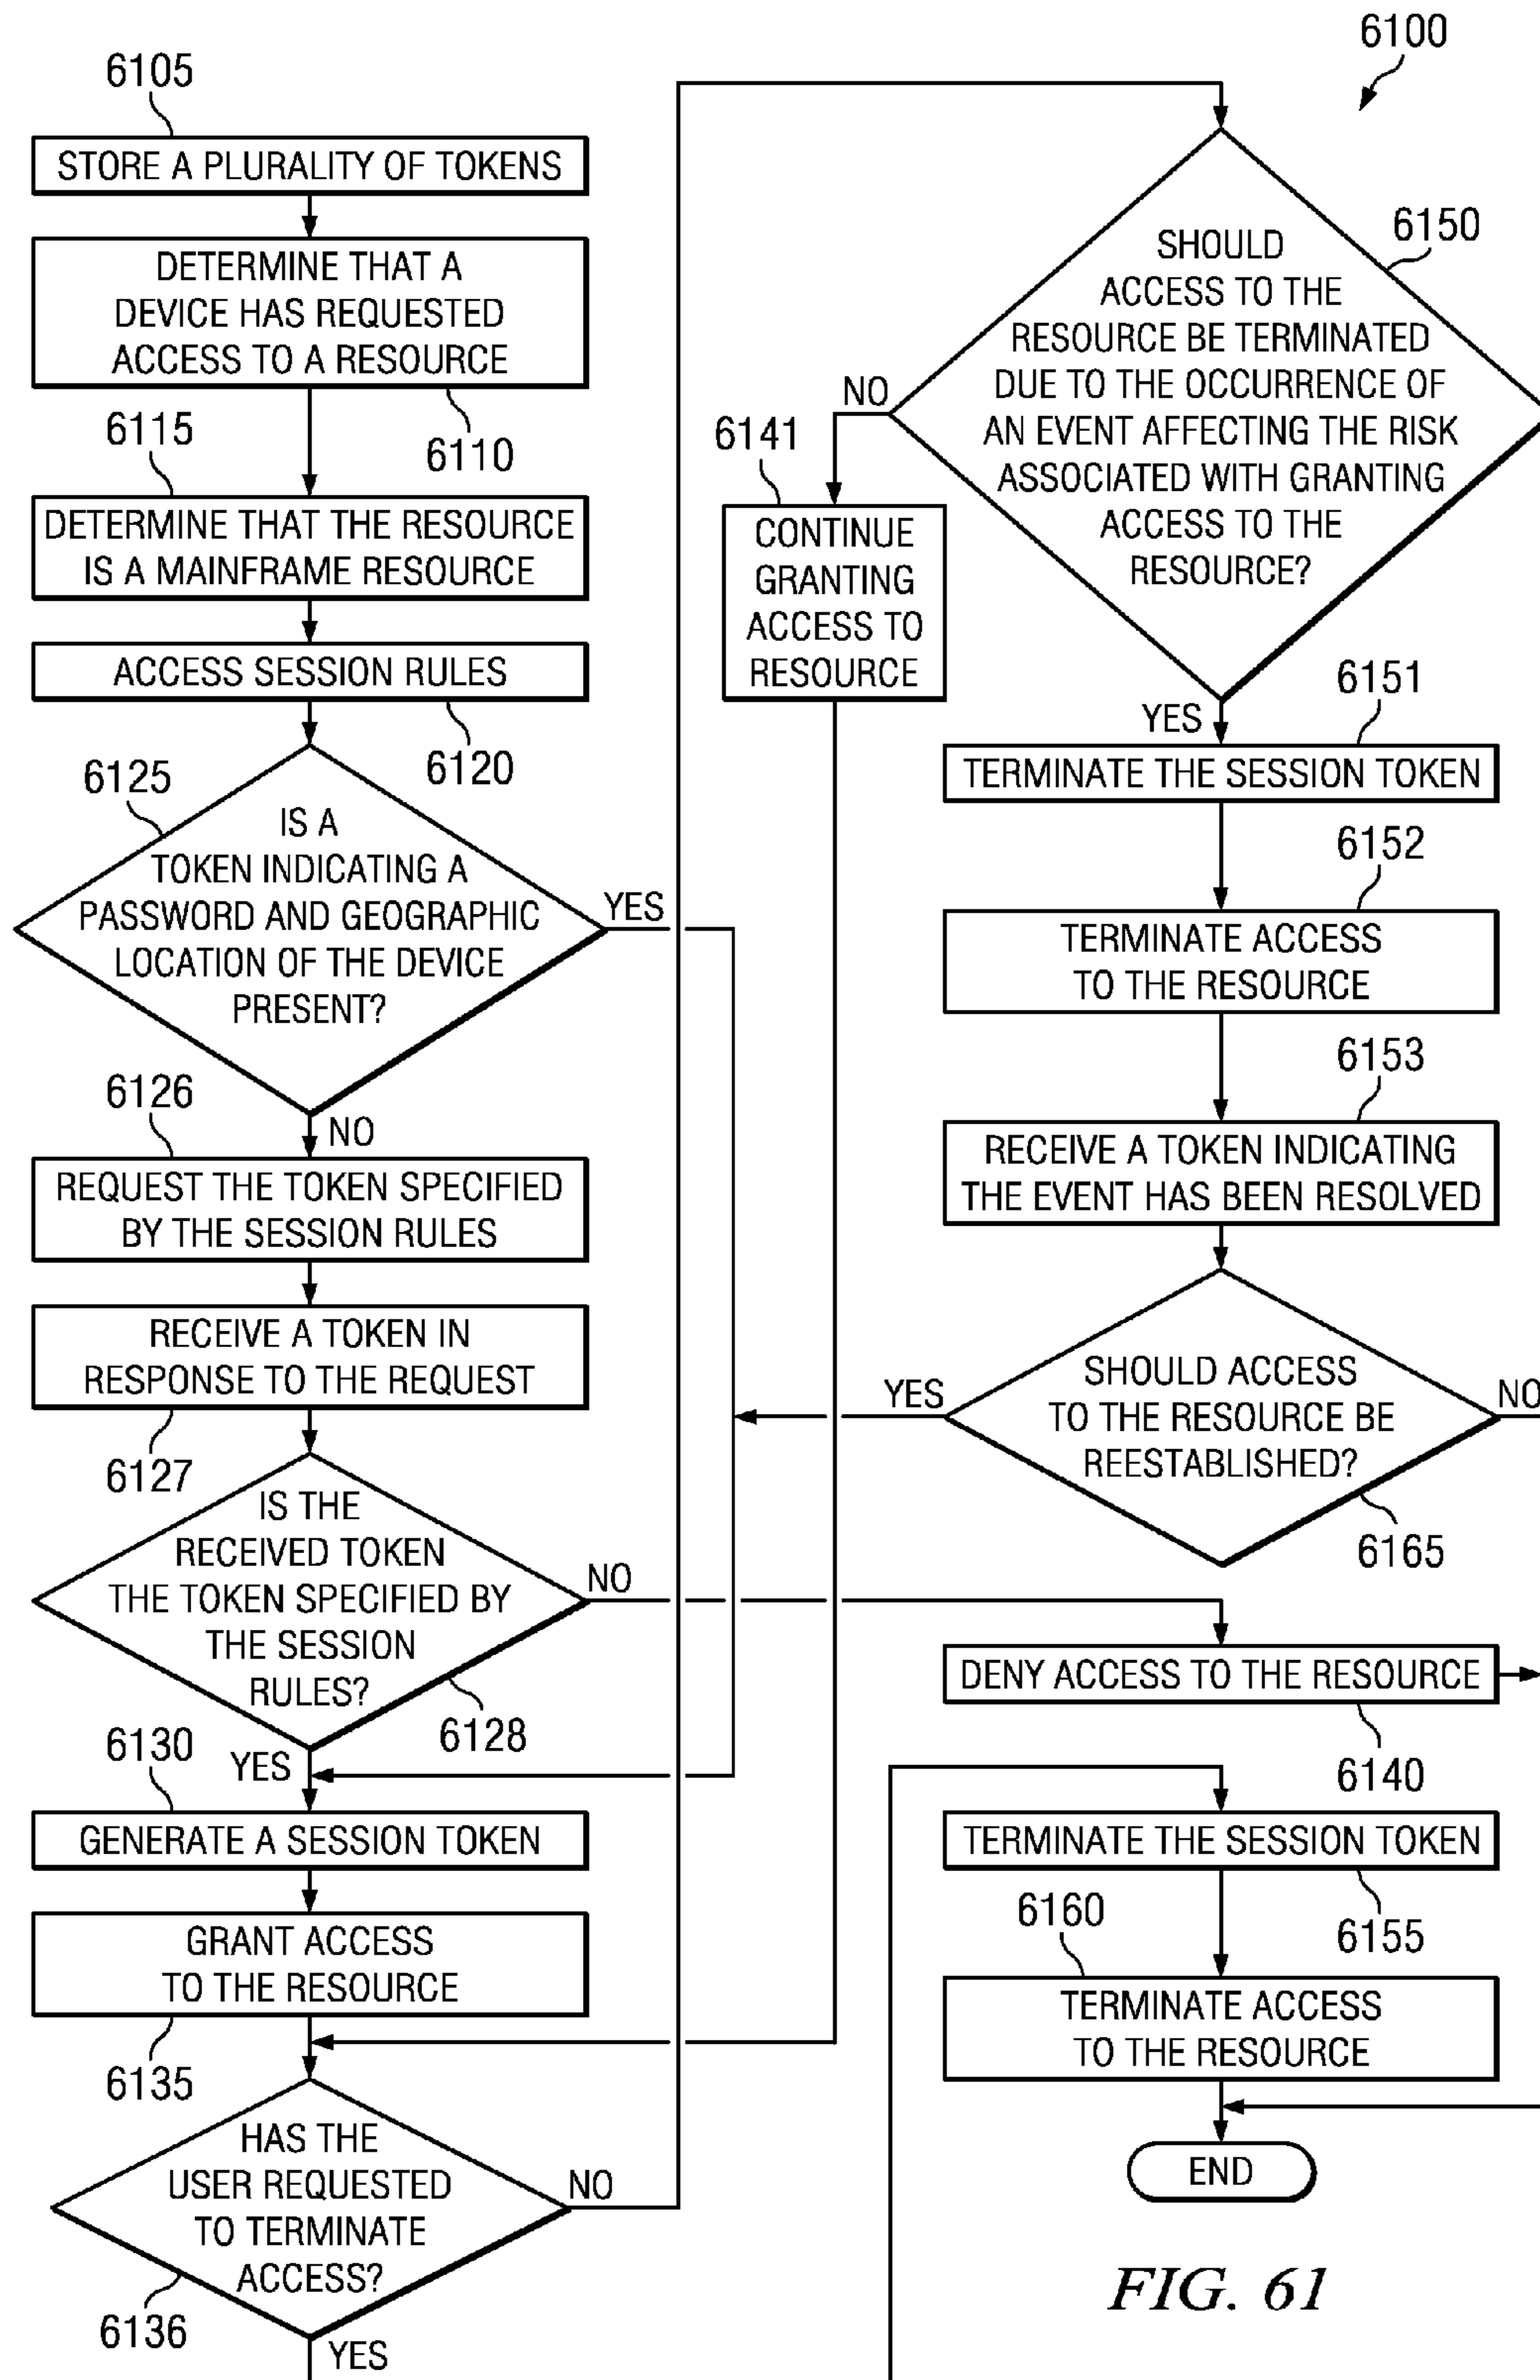 6100
6105
STORE A PLURALITY OF TOKENS
DETERMINE THAT A
DEVICE HAS REQUESTED
ACCESS TO A RESOURCE
6110
6115
DETERMINE THAT THE RESOURCE
IS A MAINFRAME RESOURCE
ACCESS SESSION RULES
6120
6125
IS A
TOKEN INDICATING A
PASSWORD AND GEOGRAPHIC
LOCATION OF THE DEVICE
PRESENT?
YES
NO
6126
REQUEST THE TOKEN SPECIFIED
BY THE SESSION RULES
RECEIVE A TOKEN IN
RESPONSE TO THE REQUEST
6127
IS THE
RECEIVED TOKEN
THE TOKEN SPECIFIED BY
THE SESSION
RULES?
NO
6128
YES
6130
GENERATE A SESSION TOKEN
GRANT ACCESS
TO THE RESOURCE
6135
HAS THE
USER REQUESTED
TO TERMINATE
ACCESS?
NO
6136
YES
6150
SHOULD
ACCESS TO THE
RESOURCE BE TERMINATED
DUE TO THE OCCURRENCE OF
AN EVENT AFFECTING THE RISK
ASSOCIATED WITH GRANTING
ACCESS TO THE
RESOURCE?
NO
6141
CONTINUE
GRANTING
ACCESS TO
RESOURCE
YES
6151
TERMINATE THE SESSION TOKEN
6152
TERMINATE ACCESS
TO THE RESOURCE
6153
RECEIVE A TOKEN INDICATING
THE EVENT HAS BEEN RESOLVED
YES
SHOULD ACCESS
TO THE RESOURCE BE
REESTABLISHED?
NO
6165
DENY ACCESS TO THE RESOURCE
6140
TERMINATE THE SESSION TOKEN
6155
6160
TERMINATE ACCESS
TO THE RESOURCE
END
FIG. 61